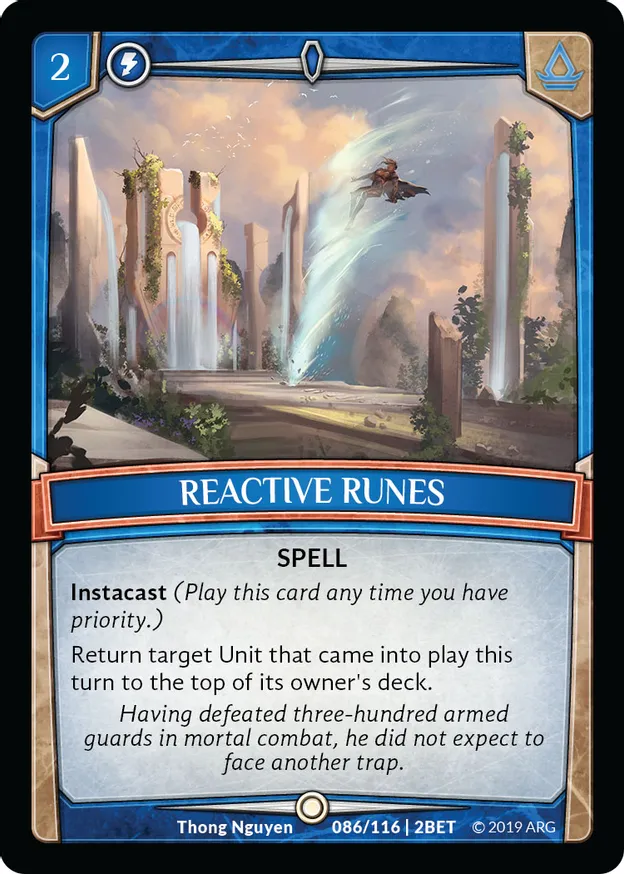 2
REACTIVE RUNES
SPELL
Instacast (Play this card any time you have
priority.)
Return target Unit that came into play this
turn to the top of its owner's deck.
Having defeated three-hundred armed
guards in mortal combat, he did not expect to
face another trap.
Thong Nguyen 086/116 | 2BET © 2019 ARG